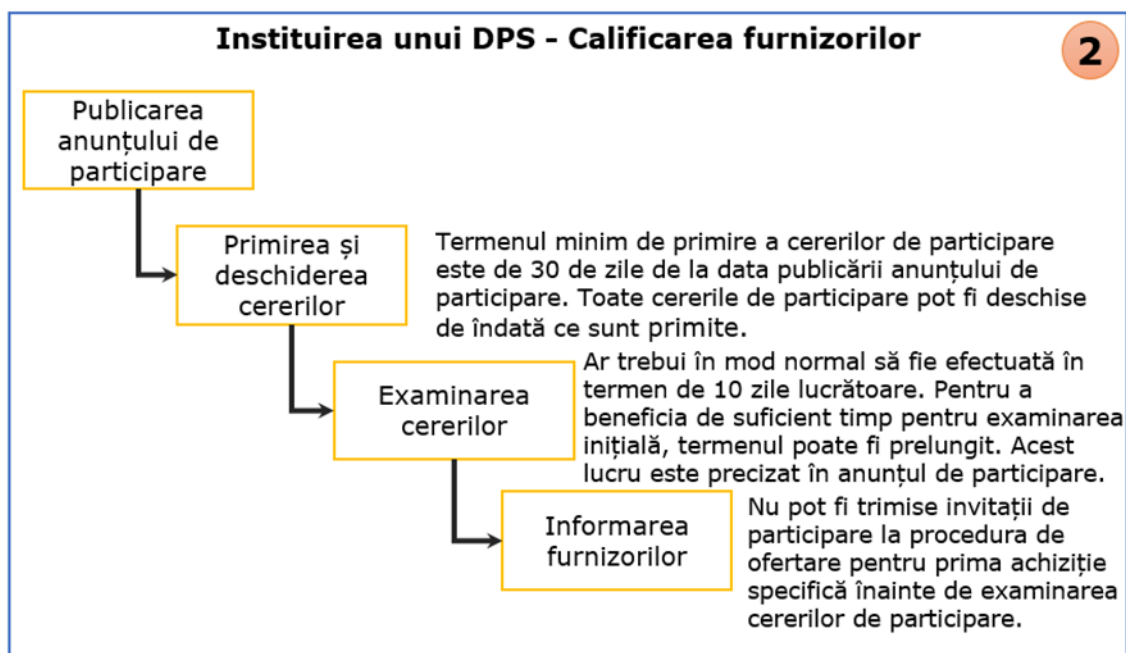 Instituirea unui DPS - Calificarea furnizorilor
2
Publicarea
anunțului de
participare
Primirea și
deschiderea
cererilor
Termenul minim de primire a cererilor de participare
este de 30 de zile de la data publicării anunțului de
participare. Toate cererile de participare pot fi deschise
de îndată ce sunt primite.
Examinarea
cererilor
Ar trebui în mod normal să fie efectuată în
termen de 10 zile lucrătoare. Pentru a
beneficia de suficient timp pentru examinarea
inițială, termenul poate fi prelungit. Acest
lucru este precizat în anunțul de participare.
Informarea
furnizorilor
Nu pot fi trimise invitații de
participare la procedura de
ofertare pentru prima achiziție
specifică înainte de examinarea
cererilor de participare.